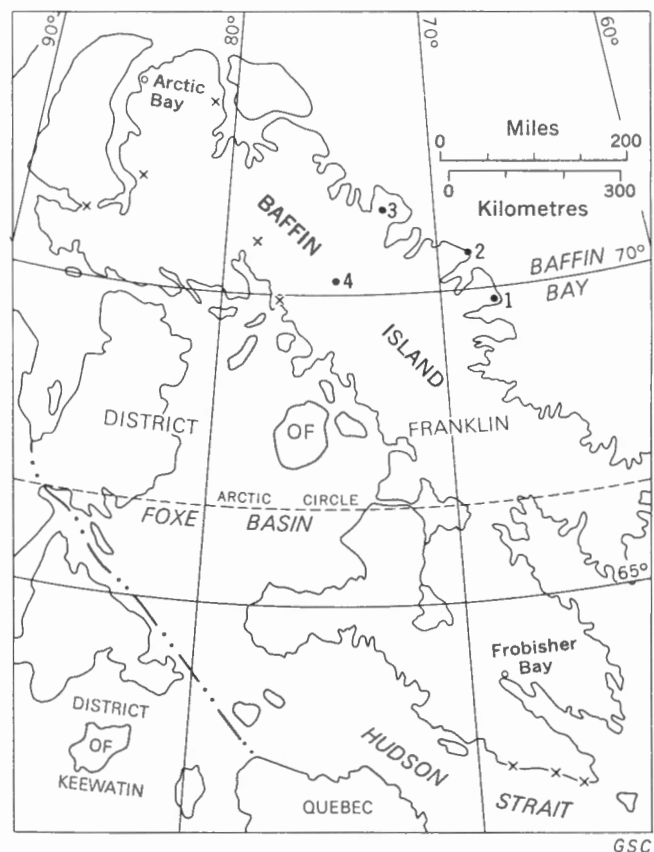 90°
80°
70°
60°
Arctic
Bay
Miles
0 200
0 300
Kilometres
BAFFIN
3
2
BAFFIN 70°
BAY
4
1
ISLAND
DISTRICT
OF
FRANKLIN
ARCTIC CIRCLE
FOXE BASIN
65°
Frobisher
Bay
DISTRICT
OF
KEEWATIN
HUDSON
STRAIT
QUEBEC
GSC